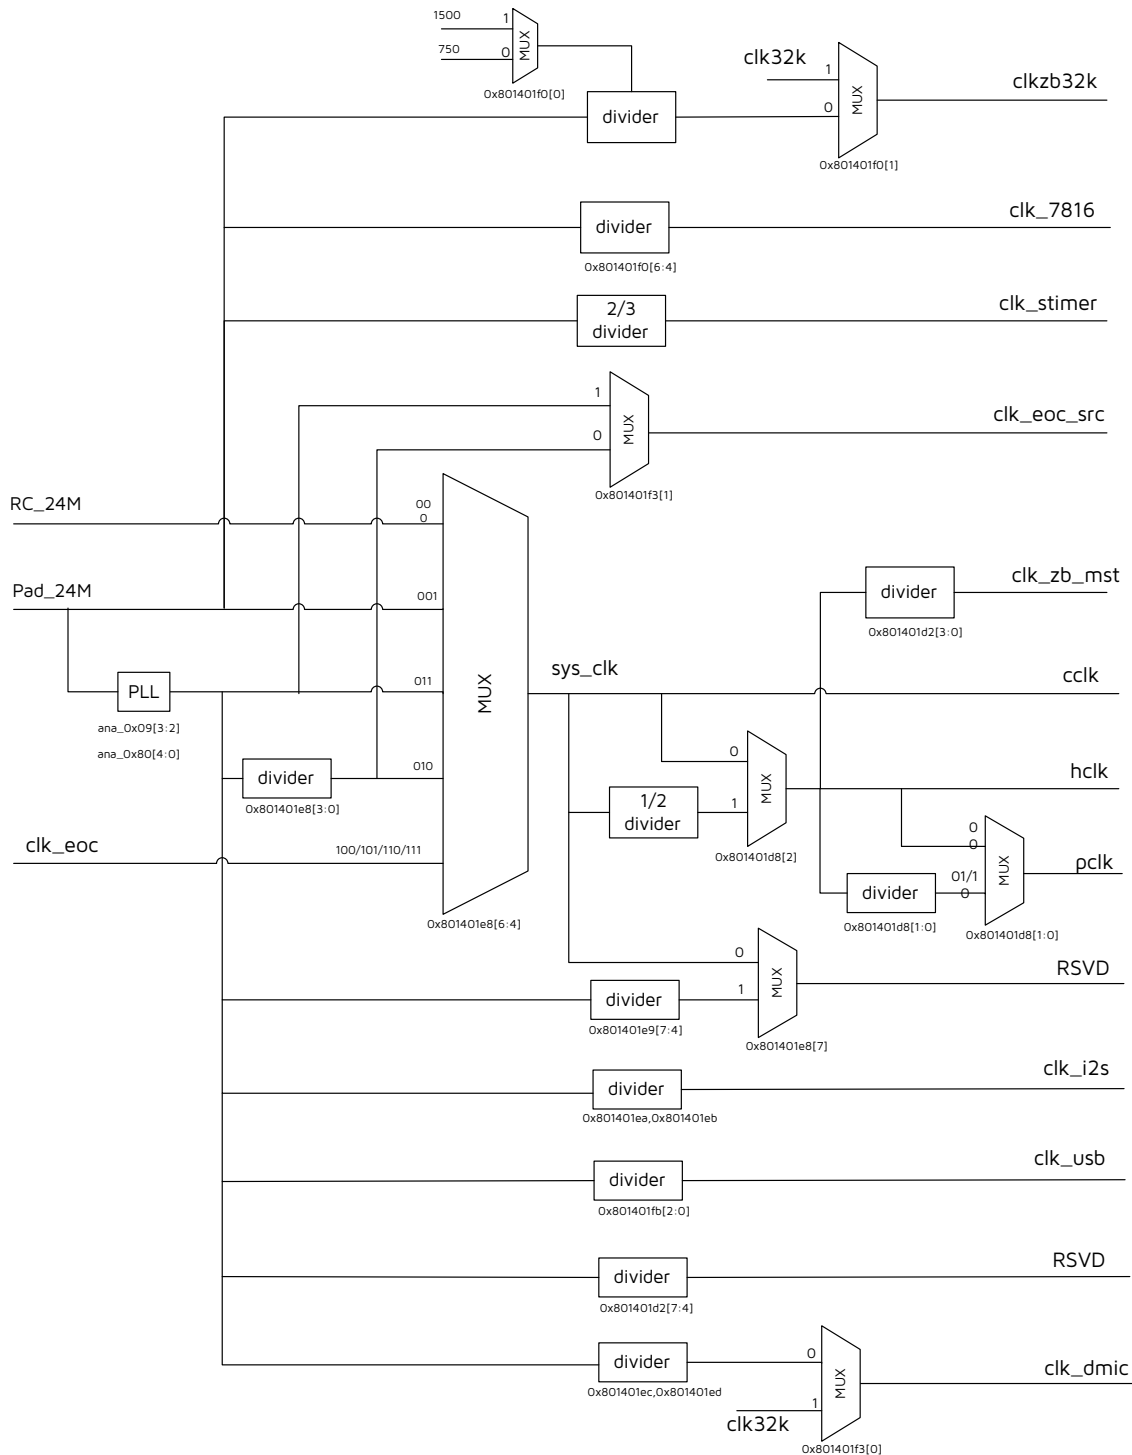 1500
1
750
0
MUX
0x801401f0[0]
divider
clk32k
1
0
MUX
0x801401f0[1]
clkzb32k
divider
0x801401f0[6:4]
clk_7816
2/3
divider
clk_stimer
1
0
MUX
0x801401f3[1]
clk_eoc_src
RC_24M
00
0
Pad_24M
001
PLL
ana_0x09[3:2]
ana_0x80[4:0]
011
divider
0x801401e8[3:0]
010
clk_eoc
100/101/110/111
MUX
0x801401e8[6:4]
sys_clk
divider
0x801401d2[3:0]
clk_zb_mst
cclk
0
1/2
divider
1
MUX
0x801401d8[2]
hclk
0
0
divider
0x801401d8[1:0]
01/1
0
MUX
0x801401d8[1:0]
pclk
0
divider
0x801401e9[7:4]
1
MUX
0x801401e8[7]
RSVD
divider
0x801401ea,0x801401eb
clk_i2s
divider
0x801401fb[2:0]
clk_usb
divider
0x801401d2[7:4]
RSVD
divider
0x801401ec,0x801401ed
0
1
clk32k
MUX
0x801401f3[0]
clk_dmic